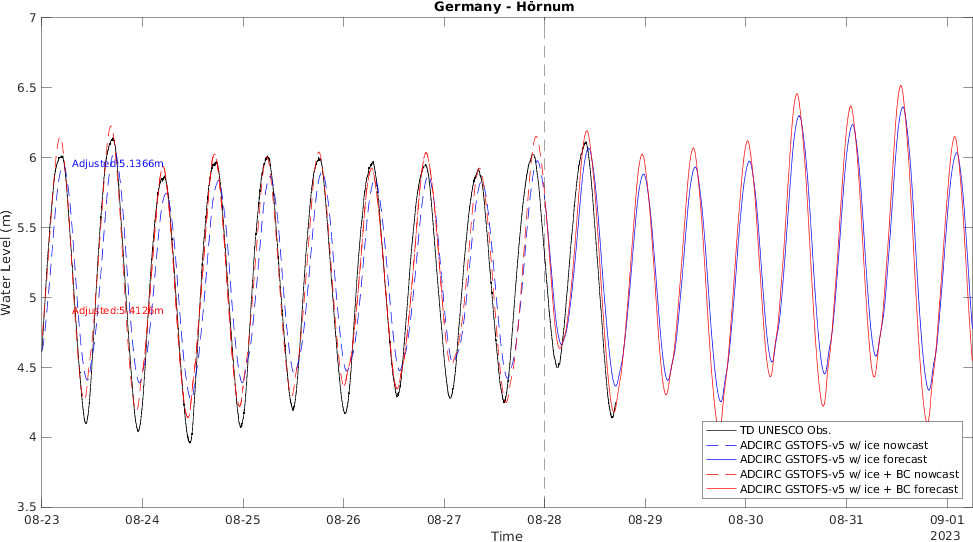 Germany - Hörnum
7
6.5
6
5.5
5
4.5
4
3.5
Water Level (m)
Adjusted:5.1366m
Adjusted:5.4126m
TD UNESCO Obs.
ADCIRC GSTOFS-v5 w/ ice nowcast
ADCIRC GSTOFS-v5 w/ ice forecast
ADCIRC GSTOFS-v5 w/ ice + BC nowcast
ADCIRC GSTOFS-v5 w/ ice + BC forecast
08-23 08-24 08-25 08-26 08-27 08-28 08-29 08-30 08-31 09-01
2023
Time